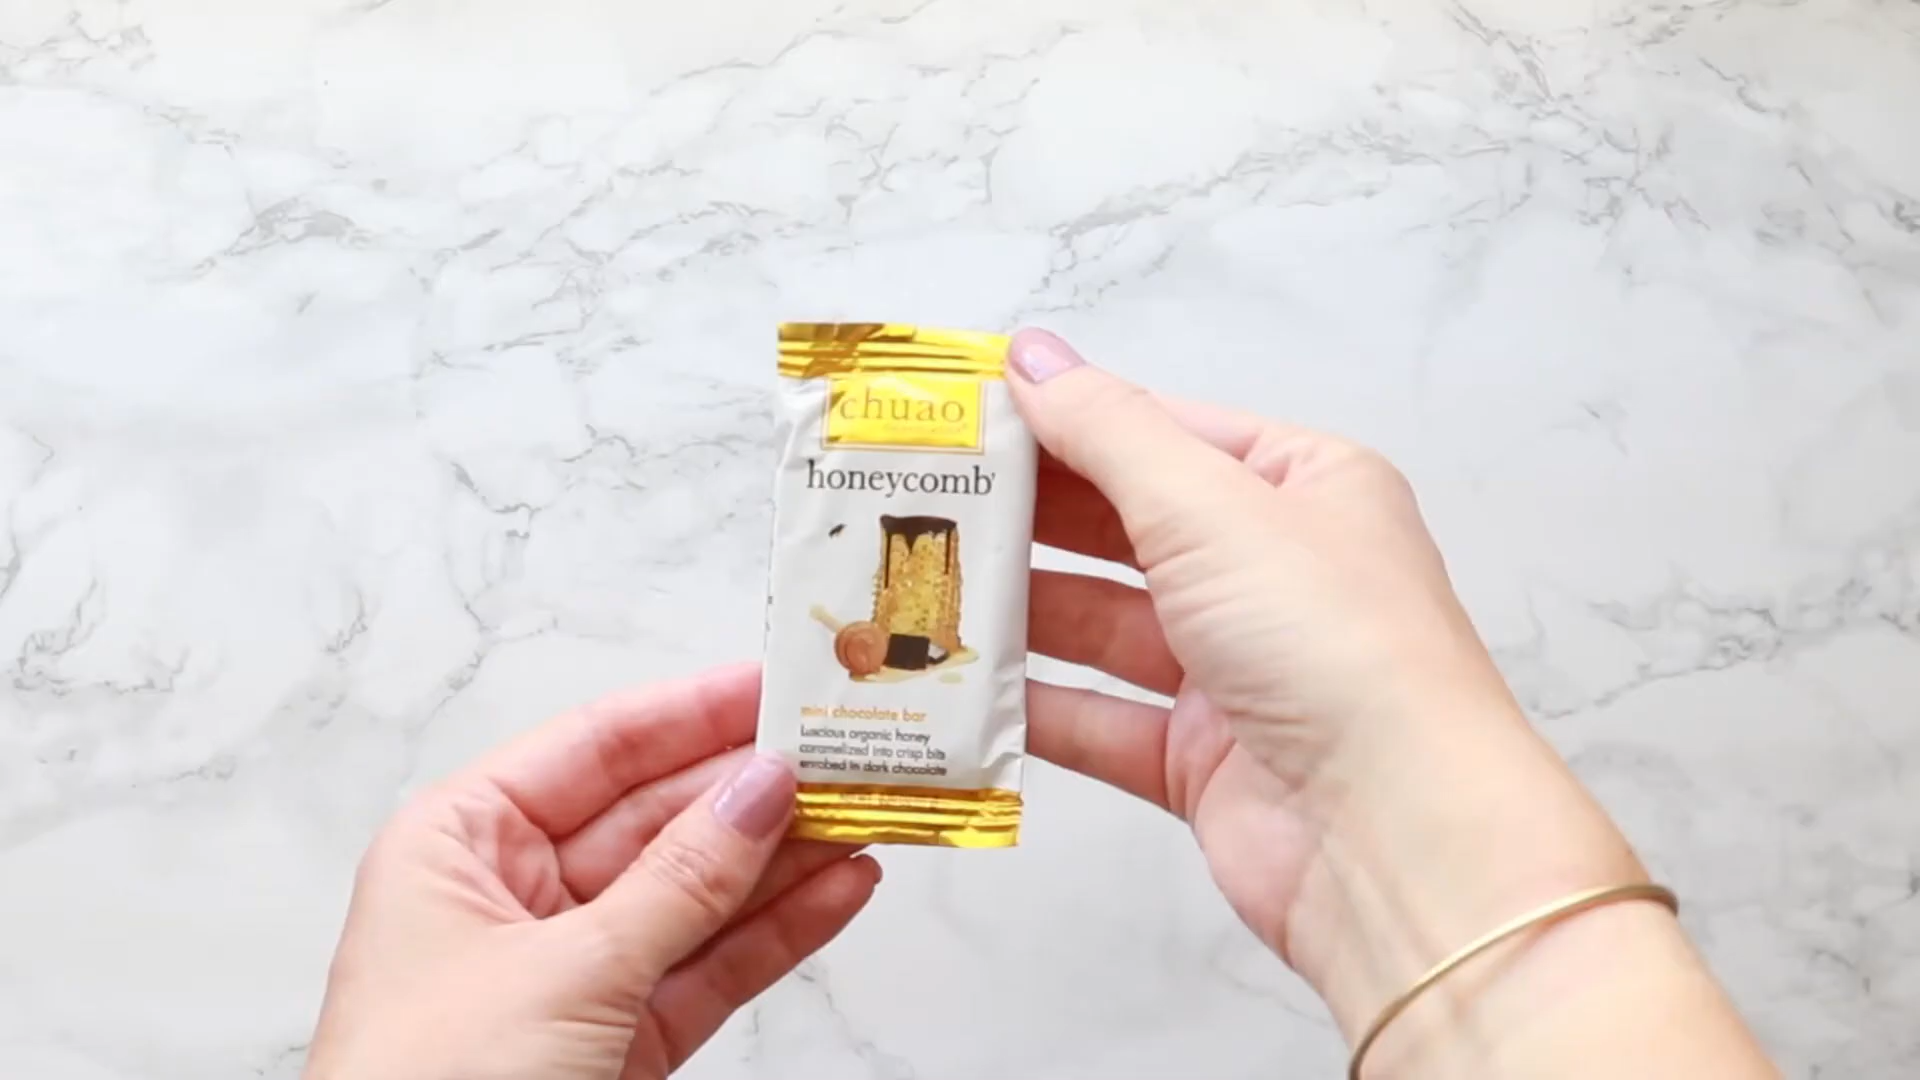 chuao
honeycomb
mini chocolate bar
Luscious organic honey
caramelized into crisp bits
enrobed in dark chocolate